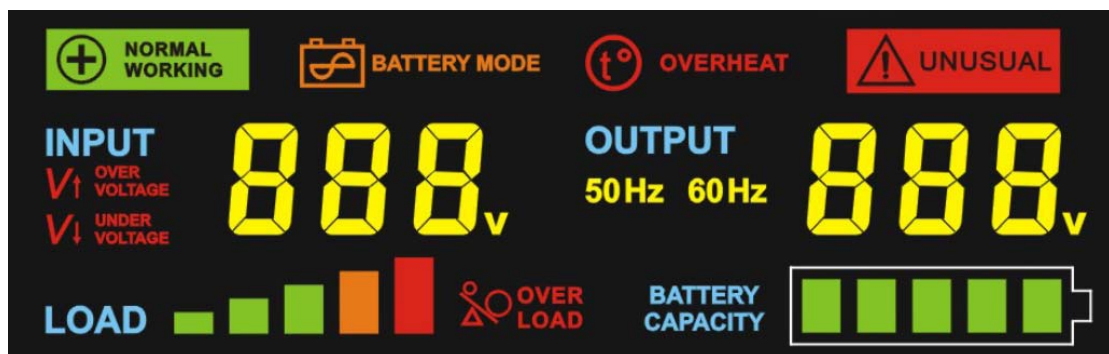 NORMAL
WORKING
BATTERY MODE
t°
OVERHEAT
UNUSUAL
INPUT
V↑ OVER
VOLTAGE
V↓ UNDER
VOLTAGE
888 V
OUTPUT
50Hz 60Hz
888 V
LOAD
OVER
LOAD
BATTERY
CAPACITY